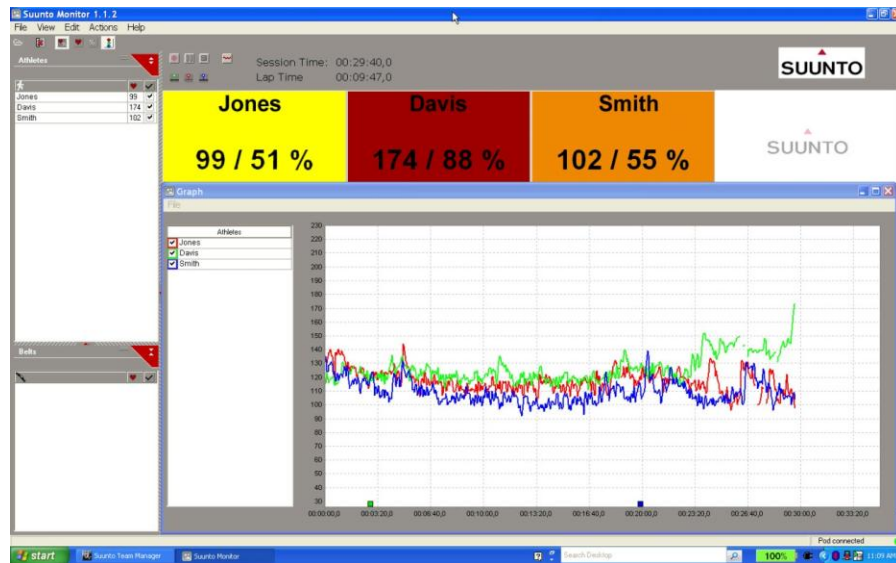 Suunto Monitor 1.1.2
File View Edit Actions Help
Athletes
Jones 99
Davis 174
Smith 102
Session Time: 00:29:40,0
Lap Time 00:09:47,0
SUUNTO
Jones
99 / 51 %
Davis
174 / 88 %
Smith
102 / 55 %
SUUNTO
Graph
File
Athletes
Jones
Davis
Smith
230
220
210
200
190
180
170
160
150
140
130
120
110
100
90
80
70
60
50
40
30
00:00:00,0 00:03:20,0 00:06:40,0 00:10:00,0 00:13:20,0 00:16:40,0 00:20:00,0 00:23:20,0 00:26:40,0 00:30:00,0 00:33:20,0
Belts
Pod connected
start Suunto Team Manager Suunto Monitor Search Desktop 100% 11:09 AM